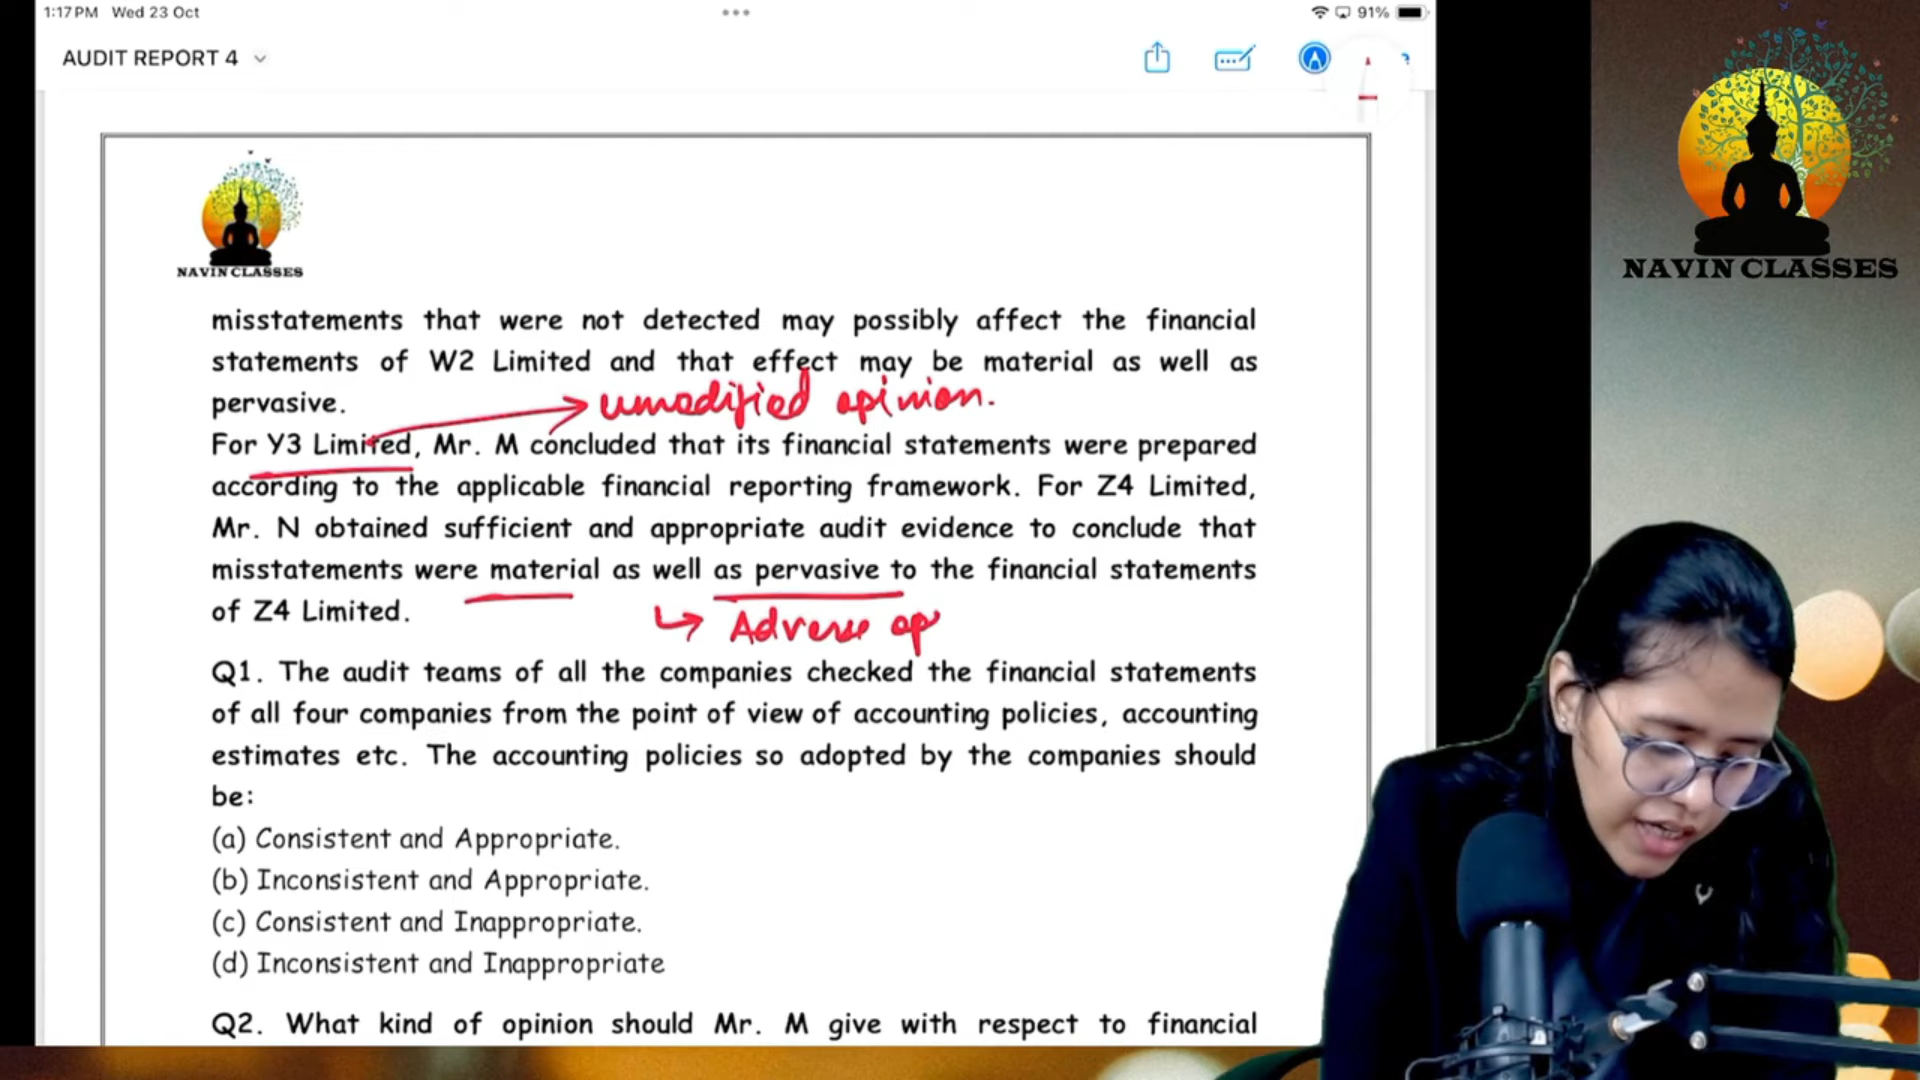 1:17 PM Wed 23 Oct
91%
AUDIT REPORT 4
NAVIN CLASSES
NAVIN CLASSES
misstatements that were not detected may possibly affect the financial
statements of W2 Limited and that effect may be material as well as
pervasive.
unmodified opinion.
For Y3 Limited, Mr. M concluded that its financial statements were prepared
according to the applicable financial reporting framework. For Z4 Limited,
Mr. N obtained sufficient and appropriate audit evidence to conclude that
misstatements were material as well as pervasive to the financial statements
of Z4 Limited.
Adverse op
Q1. The audit teams of all the companies checked the financial statements
of all four companies from the point of view of accounting policies, accounting
estimates etc. The accounting policies so adopted by the companies should
be:
(a) Consistent and Appropriate.
(b) Inconsistent and Appropriate.
(c) Consistent and Inappropriate.
(d) Inconsistent and Inappropriate
Q2. What kind of opinion should Mr. M give with respect to financial